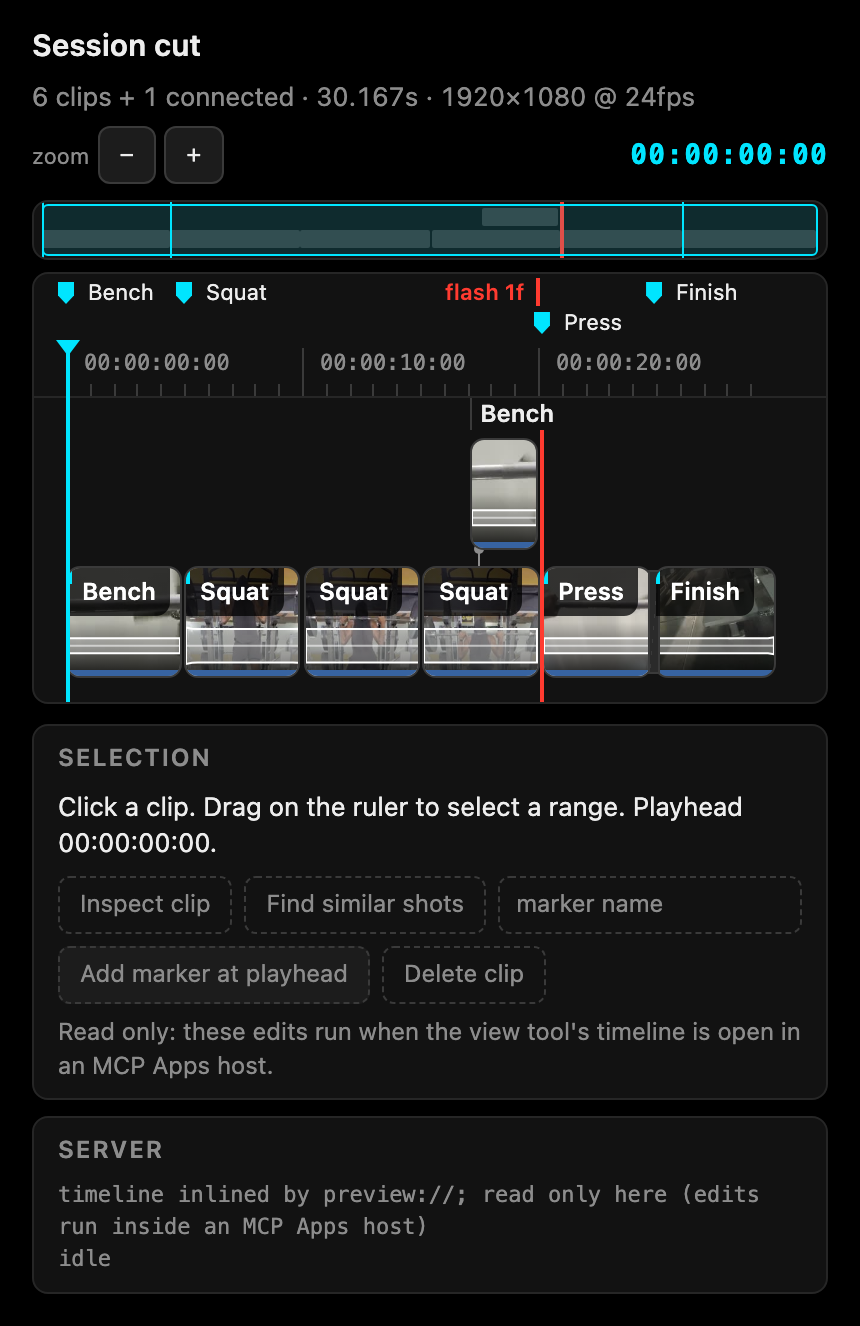 Session cut
6 clips + 1 connected · 30.167s · 1920×1080 @ 24fps
zoom − + 00:00:00:00
Bench Squat flash 1f Finish
Press
00:00:00:00 00:00:10:00 00:00:20:00
Bench
Bench Squat Squat Squat Press Finish
SELECTION
Click a clip. Drag on the ruler to select a range. Playhead
00:00:00:00.
Inspect clip Find similar shots marker name
Add marker at playhead Delete clip
Read only: these edits run when the view tool's timeline is open in
an MCP Apps host.
SERVER
timeline inlined by preview://; read only here (edits
run inside an MCP Apps host)
idle